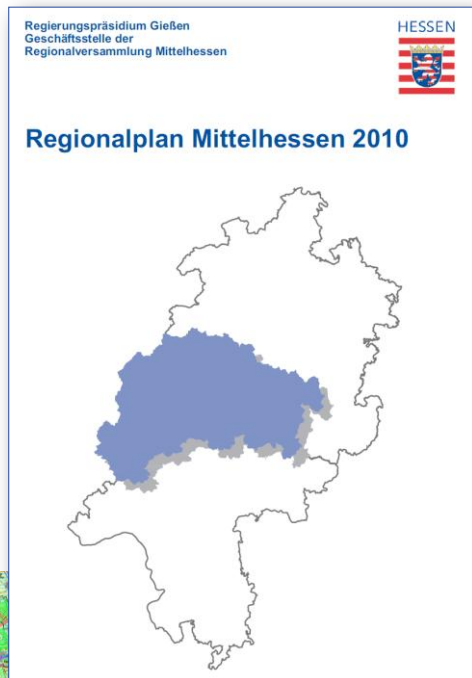 Regierungspräsidium Gießen
Geschäftsstelle der
Regionalversammlung Mittelhessen
HESSEN
Regionalplan Mittelhessen 2010